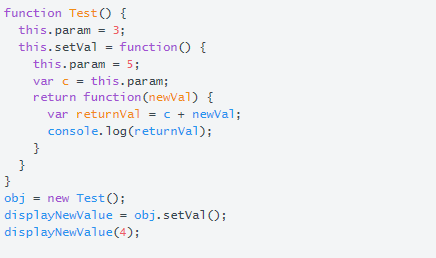 function Test() {
  this.param = 3;
  this.setVal = function() {
    this.param = 5;
    var c = this.param;
    return function(newVal) {
      var returnVal = c + newVal;
      console.log(returnVal);
    }
  }
}
obj = new Test();
displayNewValue = obj.setVal();
displayNewValue(4);